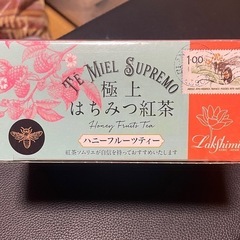 TÉ MIEL SUPREMO
極上
はちみつ紅茶
Honey Fruits Tea
ハニーフルーツティー
紅茶ソムリエが自信を持っておすすめいたします
1.00
Lakshimi